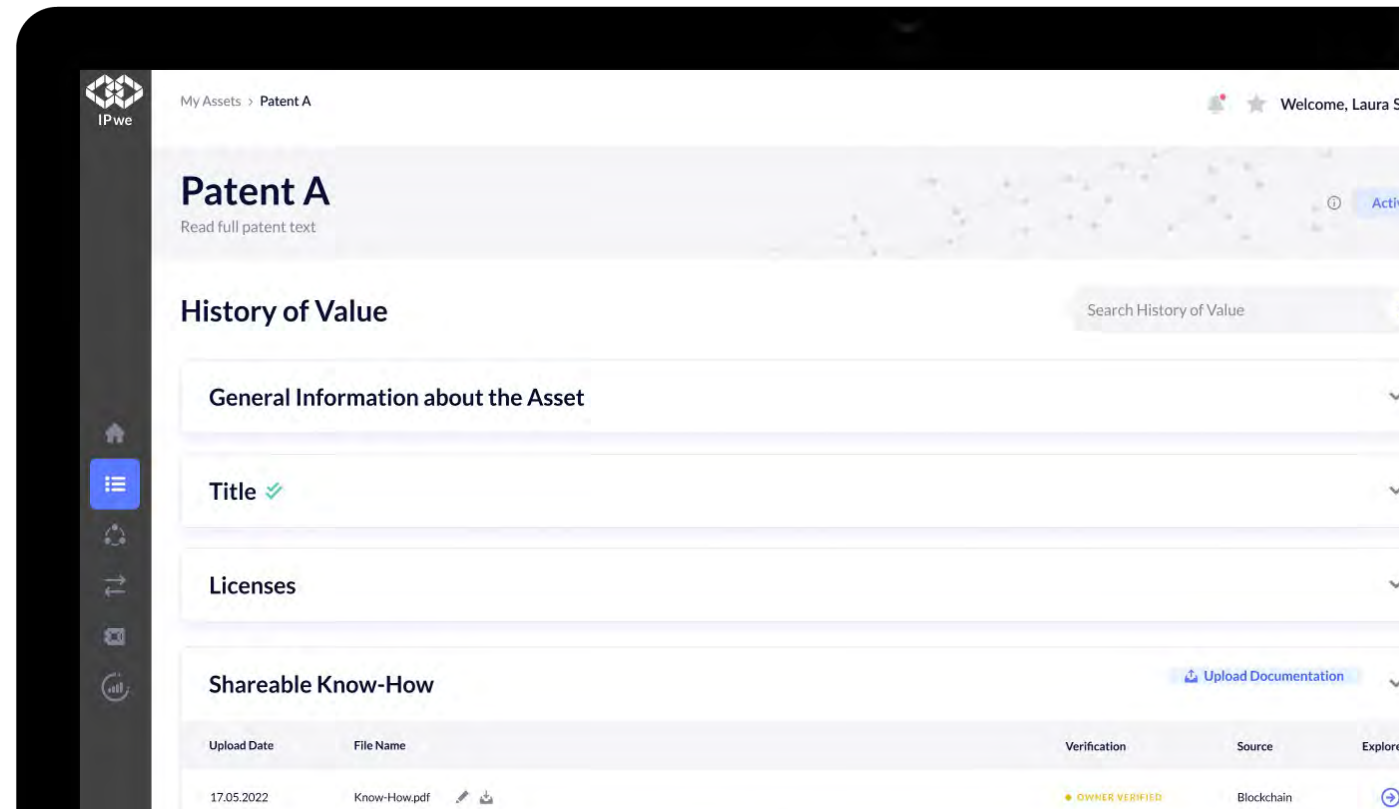 IPwe
My Assets > Patent A
Welcome, Laura S
Patent A
Read full patent text
Activ
History of Value
Search History of Value
General Information about the Asset
Title
Licenses
Shareable Know-How
Upload Documentation
Upload Date File Name Verification Source Explore
17.05.2022 Know-How.pdf OWNER VERIFIED Blockchain